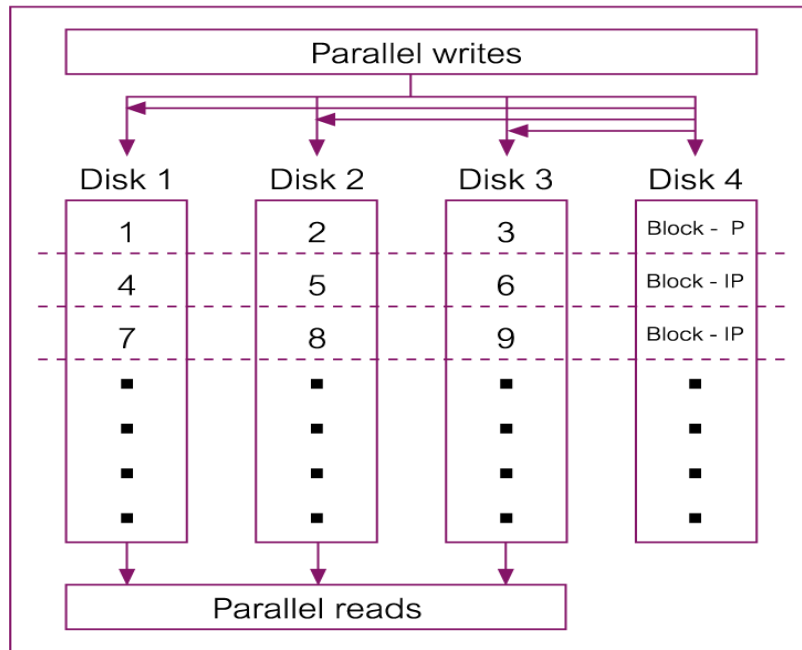 Parallel writes
Disk 1 Disk 2 Disk 3 Disk 4
1 2 3 Block - P
4 5 6 Block - IP
7 8 9 Block - IP
Parallel reads